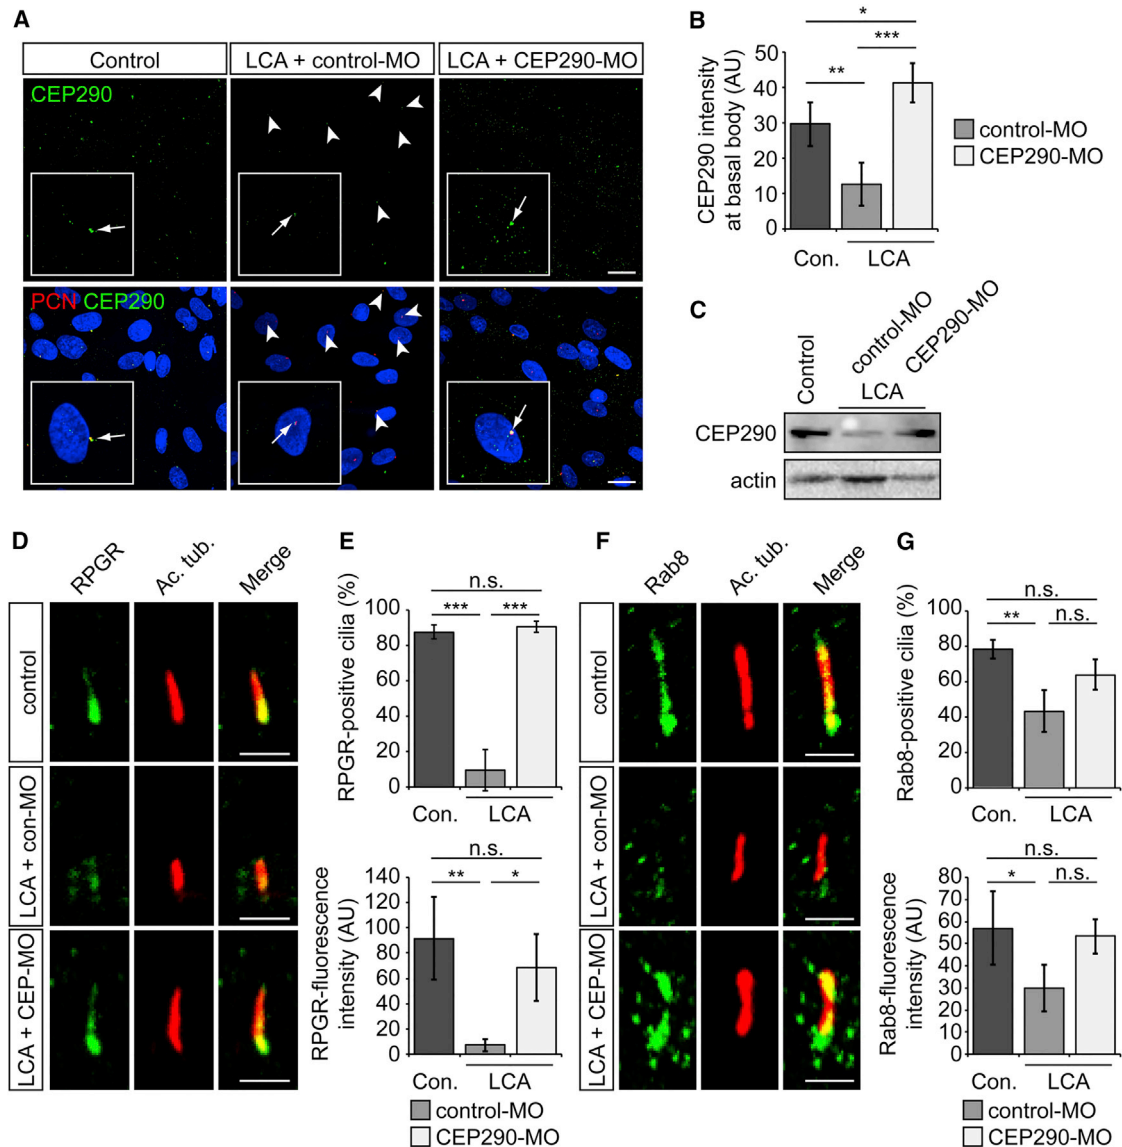 A
Control
LCA + control-MO
LCA + CEP290-MO
CEP290
PCN CEP290
B
CEP290 intensity
at basal body (AU)
50
40
30
20
10
0
*
**
***
Con.
LCA
control-MO
CEP290-MO
C
Control
control-MO
CEP290-MO
LCA
CEP290
actin
D
RPGR
Ac. tub.
Merge
control
LCA + con-MO
LCA + CEP-MO
E
RPGR-positive cilia (%)
100
80
60
40
20
0
n.s.
***
***
Con.
LCA
RPGR-fluorescence
intensity (AU)
140
120
100
80
60
40
20
0
n.s.
**
*
Con.
LCA
control-MO
CEP290-MO
F
Rab8
Ac. tub.
Merge
control
LCA + con-MO
LCA + CEP-MO
G
Rab8-positive cilia (%)
100
80
60
40
20
0
n.s.
**
n.s.
Con.
LCA
Rab8-fluorescence
intensity (AU)
80
70
60
50
40
30
20
10
0
n.s.
*
n.s.
Con.
LCA
control-MO
CEP290-MO